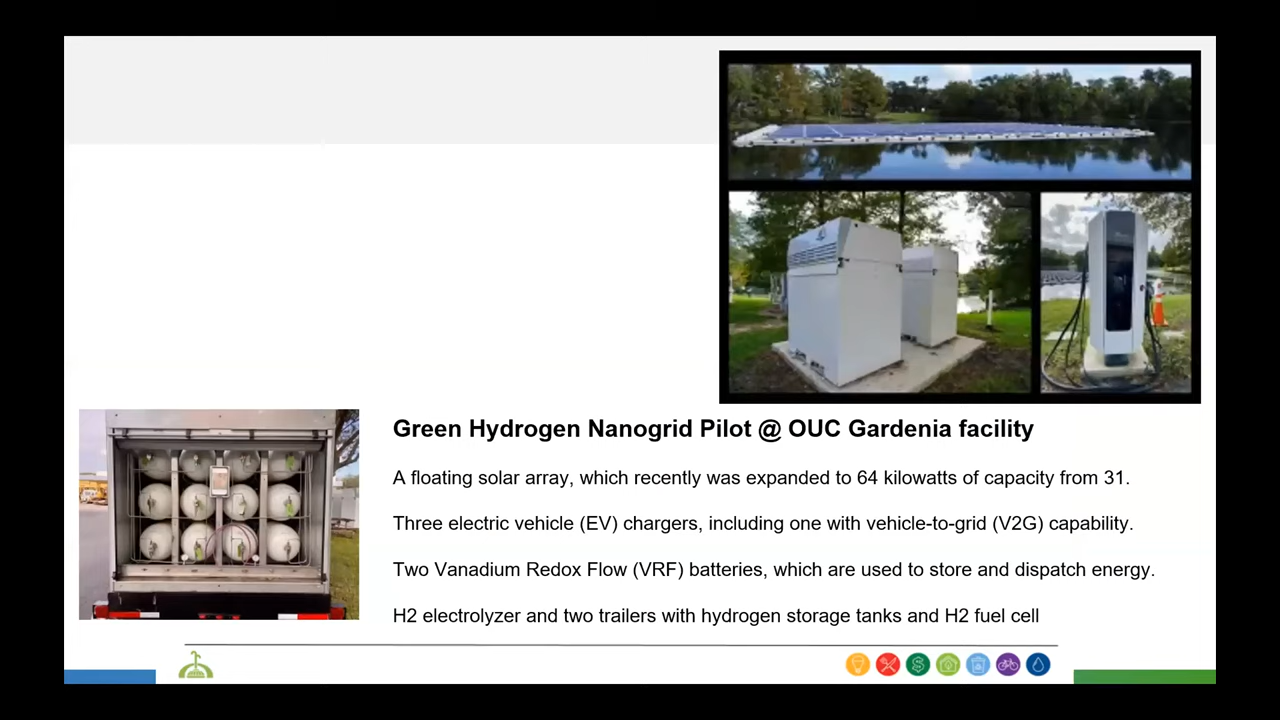 Green Hydrogen Nanogrid Pilot @ OUC Gardenia facility
A floating solar array, which recently was expanded to 64 kilowatts of capacity from 31.
Three electric vehicle (EV) chargers, including one with vehicle-to-grid (V2G) capability.
Two Vanadium Redox Flow (VRF) batteries, which are used to store and dispatch energy.
H2 electrolyzer and two trailers with hydrogen storage tanks and H2 fuel cell
$